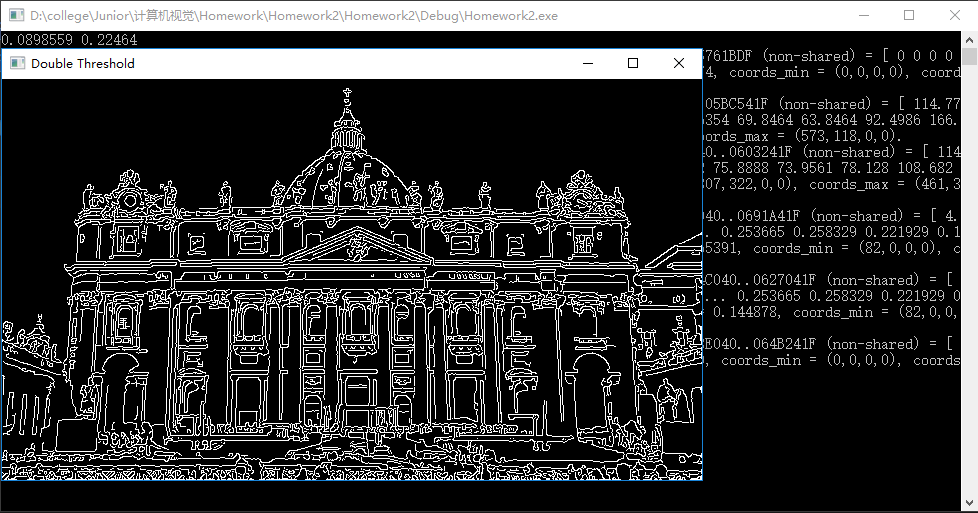 D:\college\Junior\计算机视觉\Homework\Homework2\Homework2\Debug\Homework2.exe
0.0898559 0.22464
Double Threshold
761BDF (non-shared) = [ 0 0 0 0
4, coords_min = (0,0,0,0), coord
05BC541F (non-shared) = [ 114.77
354 69.8464 63.8464 92.4986 166.
ords_max = (573,118,0,0).
40..0603241F (non-shared) = [ 114
2 75.8888 73.9561 78.128 108.682
307,322,0,0), coords_max = (461,3
040..0691A41F (non-shared) = [ 4.
0.253665 0.258329 0.221929 0.1
5391, coords_min = (82,0,0,0), c
C040..0627041F (non-shared) = [
... 0.253665 0.258329 0.221929 0
0.144878, coords_min = (82,0,0,
E040..064B241F (non-shared) = [
, coords_min = (0,0,0,0), coords